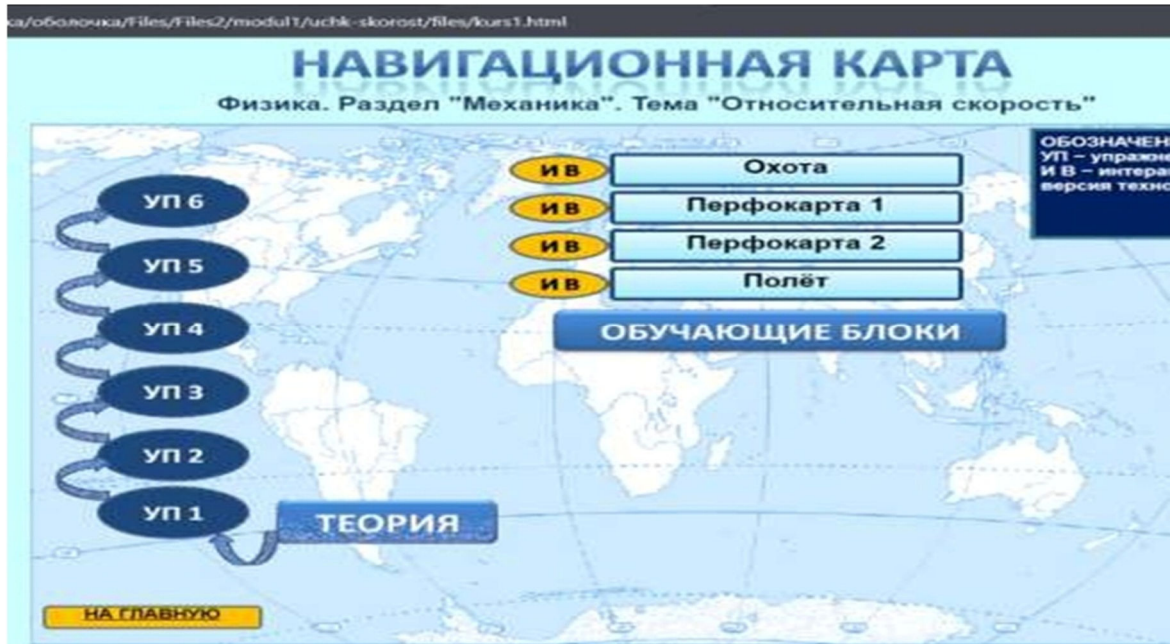 са/оболочка/Files/Files2/modul1/uchk-skorost/files/kurs1.html
НАВИГАЦИОННАЯ КАРТА
Физика. Раздел "Механика". Тема "Относительная скорость"
ОБОЗНАЧЕН
УП – упражн
И В – интера
версия техно
И В Охота
И В Перфокарта 1
И В Перфокарта 2
И В Полёт
ОБУЧАЮЩИЕ БЛОКИ
УП 6
УП 5
УП 4
УП 3
УП 2
УП 1
ТЕОРИЯ
НА ГЛАВНУЮ